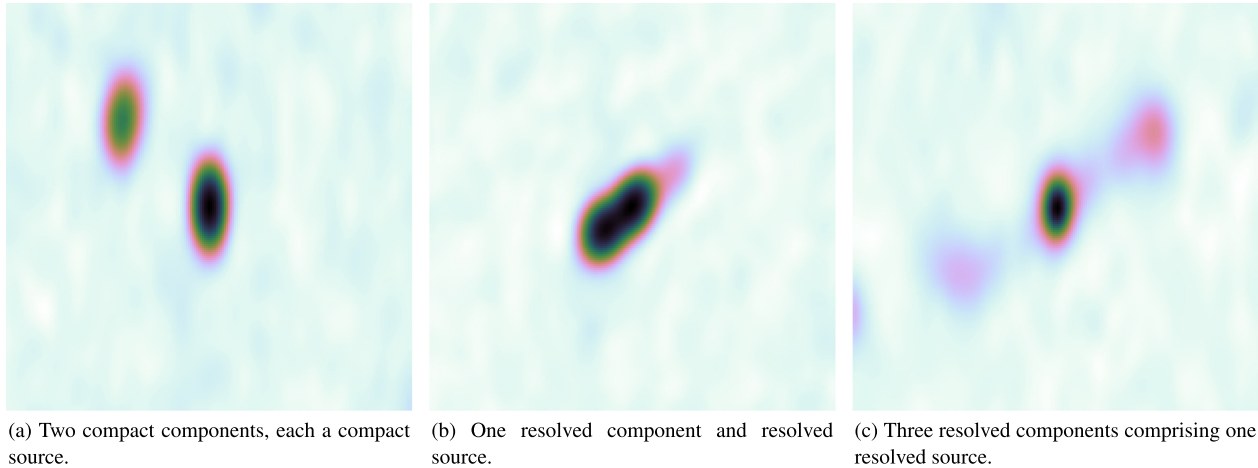 (a) Two compact components, each a compact
source.
(b) One resolved component and resolved
source.
(c) Three resolved components comprising one
resolved source.